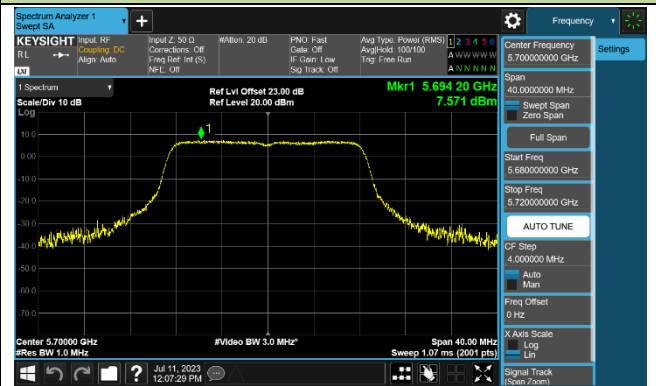 Spectrum Analyzer 1
Swept SA
+
Frequency
KEYSIGHT
RL
LXI
Input: RF
Coupling: DC
Align: Auto
Input Z: 50 Ω
Corrections: Off
Freq Ref: Int (S)
NFE: Off
#Atten: 20 dB
PNO: Fast
Gate: Off
IF Gain: Low
Sig Track: Off
Avg Type: Power (RMS)
Avg|Hold: 100/100
Trig: Free Run
1 2 3 4 5 6
A W W W W W
A N N N N N
1 Spectrum
Scale/Div 10 dB
Log
Ref Lvl Offset 23.00 dB
Ref Level 20.00 dBm
Mkr1 5.694 20 GHz
7.571 dBm
1
10.0
0.00
-10.0
-20.0
-30.0
-40.0
-50.0
-60.0
-70.0
Center 5.70000 GHz
#Res BW 1.0 MHz
#Video BW 3.0 MHz*
Span 40.00 MHz
Sweep 1.07 ms (2001 pts)
Center Frequency
5.700000000 GHz
Settings
Span
40.0000000 MHz
Swept Span
Zero Span
Full Span
Start Freq
5.680000000 GHz
Stop Freq
5.720000000 GHz
AUTO TUNE
CF Step
4.000000 MHz
Auto
Man
Freq Offset
0 Hz
X Axis Scale
Log
Lin
Signal Track
(Span Zoom)
?
Jul 11, 2023
12:07:29 PM